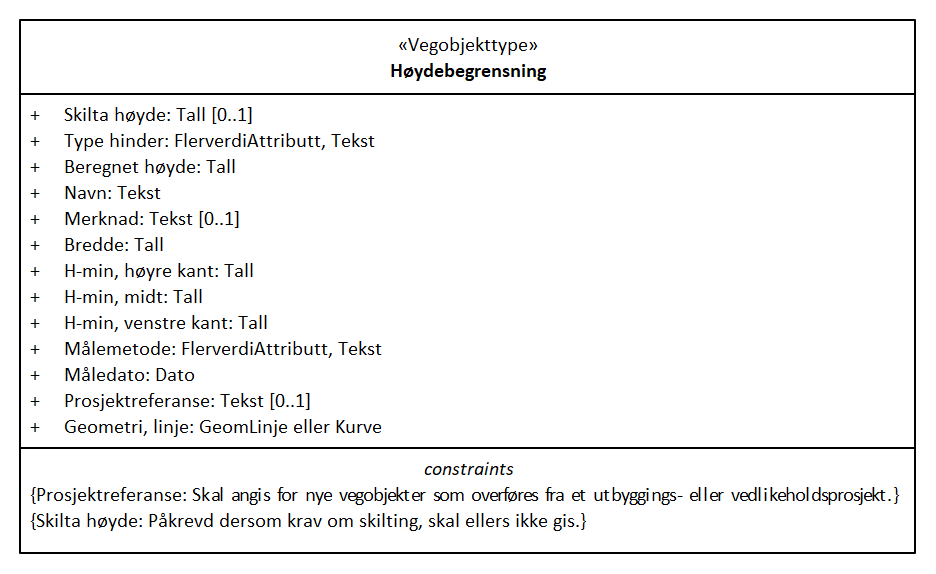 «Vegobjekttype»
Høydebegrensning
+ Skilta høyde: Tall [0..1]
+ Type hinder: FlerverdiAttributt, Tekst
+ Beregnet høyde: Tall
+ Navn: Tekst
+ Merknad: Tekst [0..1]
+ Bredde: Tall
+ H-min, høyre kant: Tall
+ H-min, midt: Tall
+ H-min, venstre kant: Tall
+ Målemetode: FlerverdiAttributt, Tekst
+ Måledato: Dato
+ Prosjektreferanse: Tekst [0..1]
+ Geometri, linje: GeomLinje eller Kurve
constraints
{Prosjektreferanse: Skal angis for nye vegobjekter som overføres fra et utbyggings- eller vedlikeholdsprosjekt.}
{Skilta høyde: Påkrevd dersom krav om skilting, skal ellers ikke gis.}